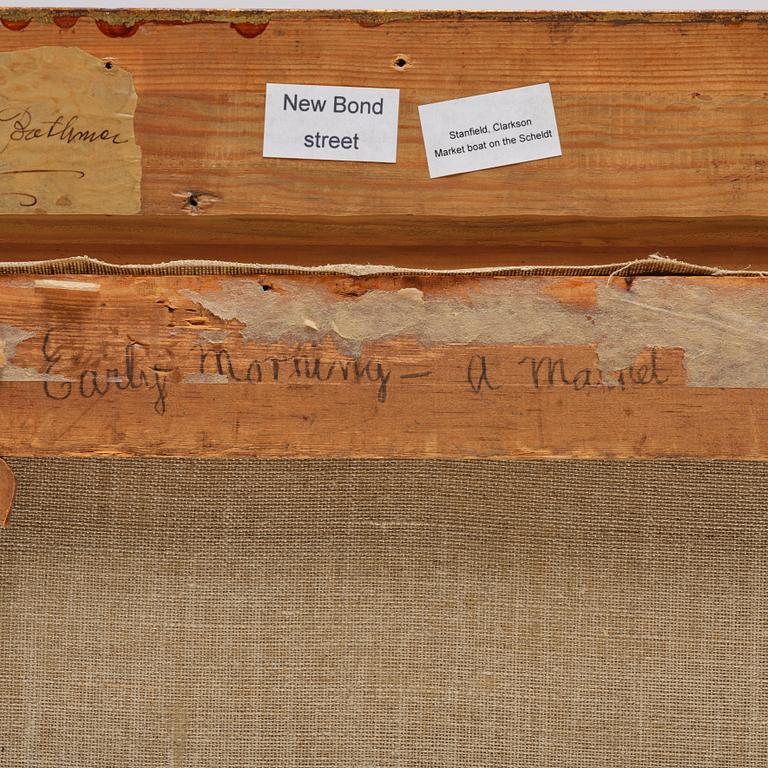 New Bond
street
Stanfield, Clarkson
Market boat on the Scheldt
Early Morning — A Market